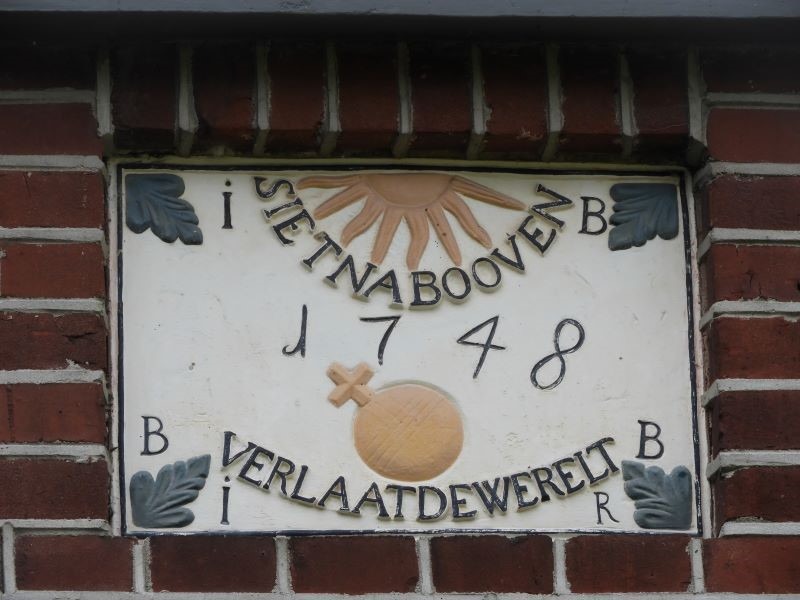 İ B
SIETNABOOVEN
1748
B B
VERLAATDEWERELT
İ R